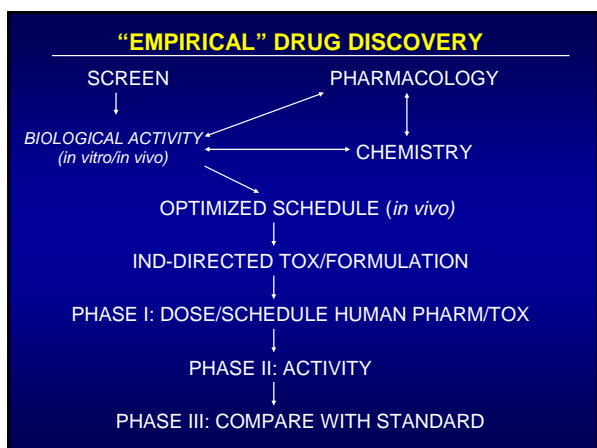 “EMPIRICAL” DRUG DISCOVERY
SCREEN
PHARMACOLOGY
BIOLOGICAL ACTIVITY
(in vitro/in vivo)
CHEMISTRY
OPTIMIZED SCHEDULE (in vivo)
IND-DIRECTED TOX/FORMULATION
PHASE I: DOSE/SCHEDULE HUMAN PHARM/TOX
PHASE II: ACTIVITY
PHASE III: COMPARE WITH STANDARD